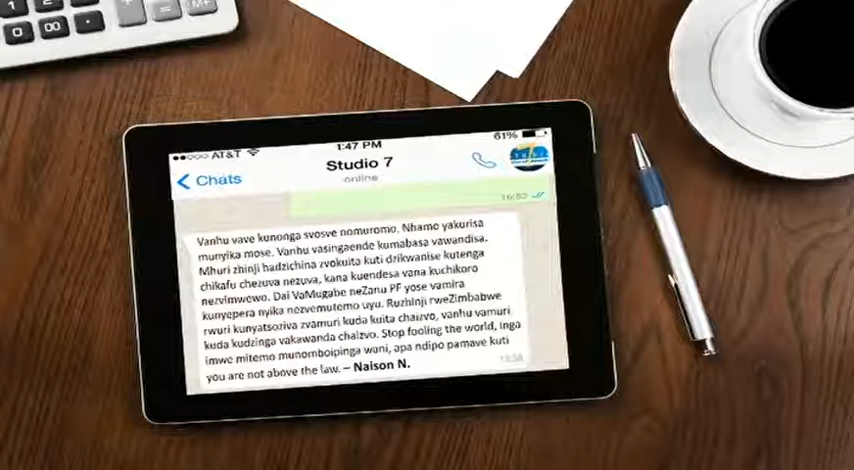 M+
0 00 . + =
AT&T 1:47 PM 61%
Chats Studio 7
online
16:52
Vanhu vave kunonga svosve nomuromo. Nhamo yakurisa
munyika mose. Vanhu vasingaende kumabasa vawandisa.
Mhuri zhinji hadzichina zvokuita kuti dzikwanise kutenga
chikafu chezuva nezuva, kana kuendesa vana kuchikoro
nezvimwewo. Dai VaMugabe neZanu PF yose vamira
kunyepera nyika nezvemutemo uyu. Ruzhinji rweZimbabwe
rwuri kunyatsoziva zvamuri kuda kuita chaizvo, vanhu vamuri
kuda kudzinga vakawanda chaizvo. Stop fooling the world, inga
imwe mitemo munomboipinga wani, apa ndipo pamave kuti
you are not above the law. – Naison N.